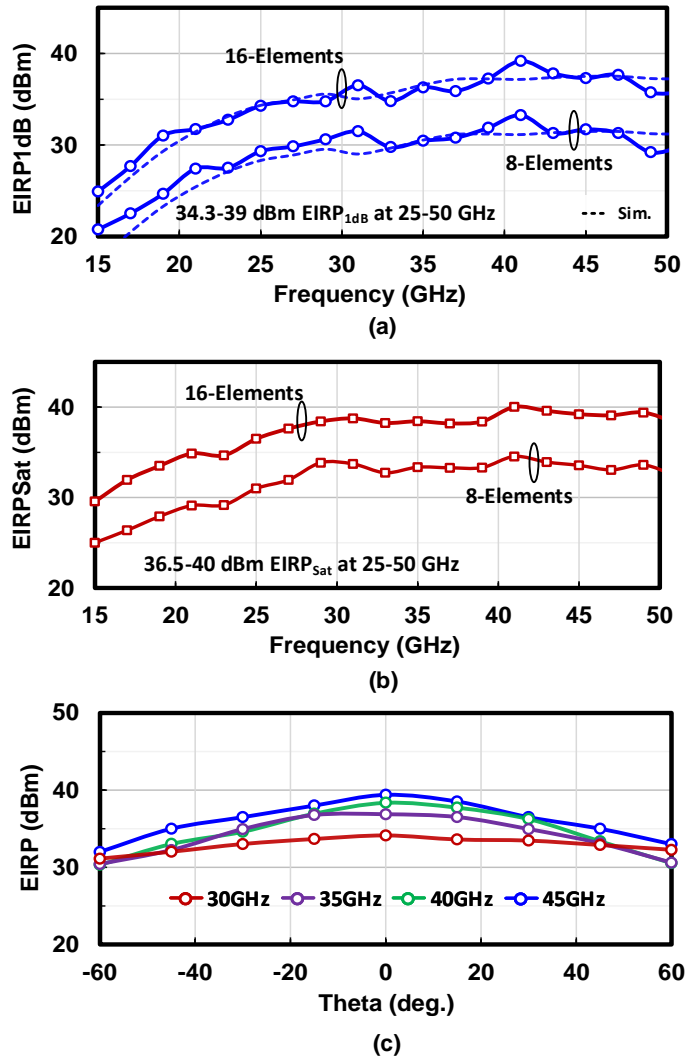 40
16-Elements
EIRP1dB (dBm)
30
8-Elements
34.3-39 dBm EIRP1dB at 25-50 GHz
Sim.
20
15 20 25 30 35 40 45 50
Frequency (GHz)
(a)
16-Elements
40
EIRPSat (dBm)
30
8-Elements
36.5-40 dBm EIRPSat at 25-50 GHz
20
15 20 25 30 35 40 45 50
Frequency (GHz)
(b)
50
40
EIRP (dBm)
30
30GHz 35GHz 40GHz 45GHz
20
-60 -40 -20 0 20 40 60
Theta (deg.)
(c)